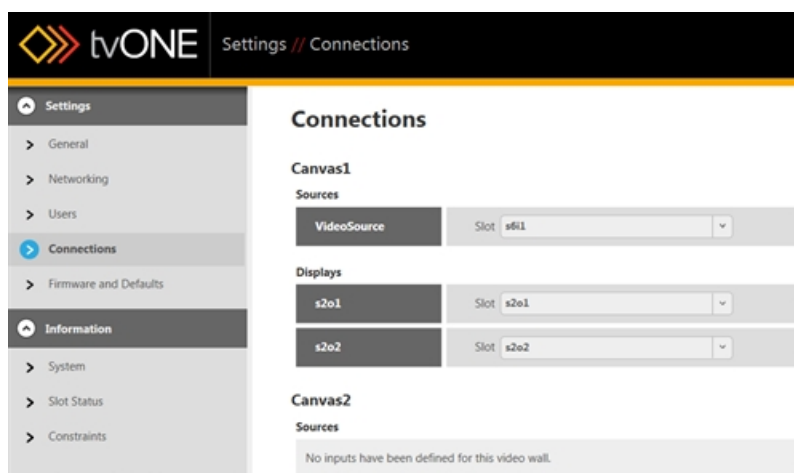 tvONE
Settings // Connections
Settings
General
Networking
Users
Connections
Firmware and Defaults
Information
System
Slot Status
Constraints
Connections
Canvas1
Sources
VideoSource Slot s6i1
Displays
s2o1 Slot s2o1
s2o2 Slot s2o2
Canvas2
Sources
No inputs have been defined for this video wall.